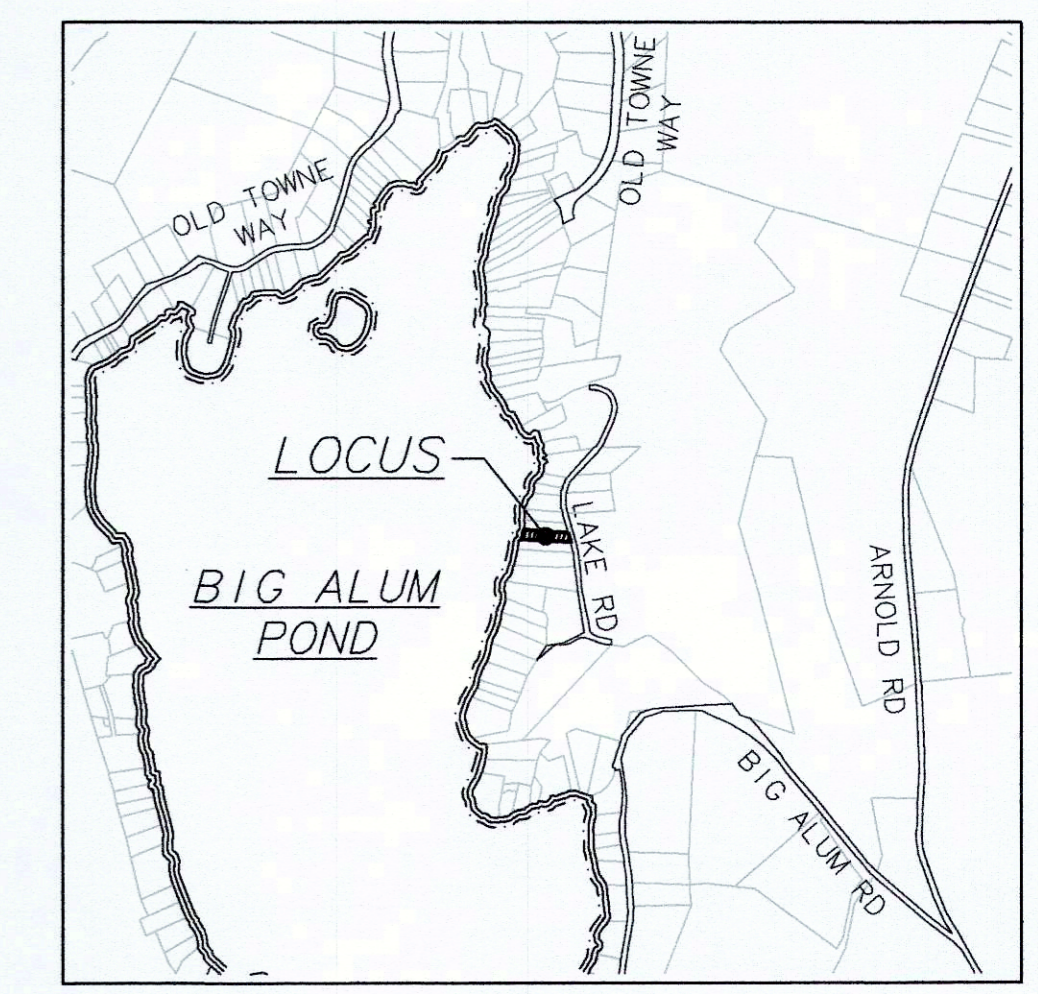 OLD TOWNE
WAY
OLD TOWNE
WAY
LOCUS
LAKE RD
BIG ALUM
POND
ARNOLD RD
BIG ALUM RD